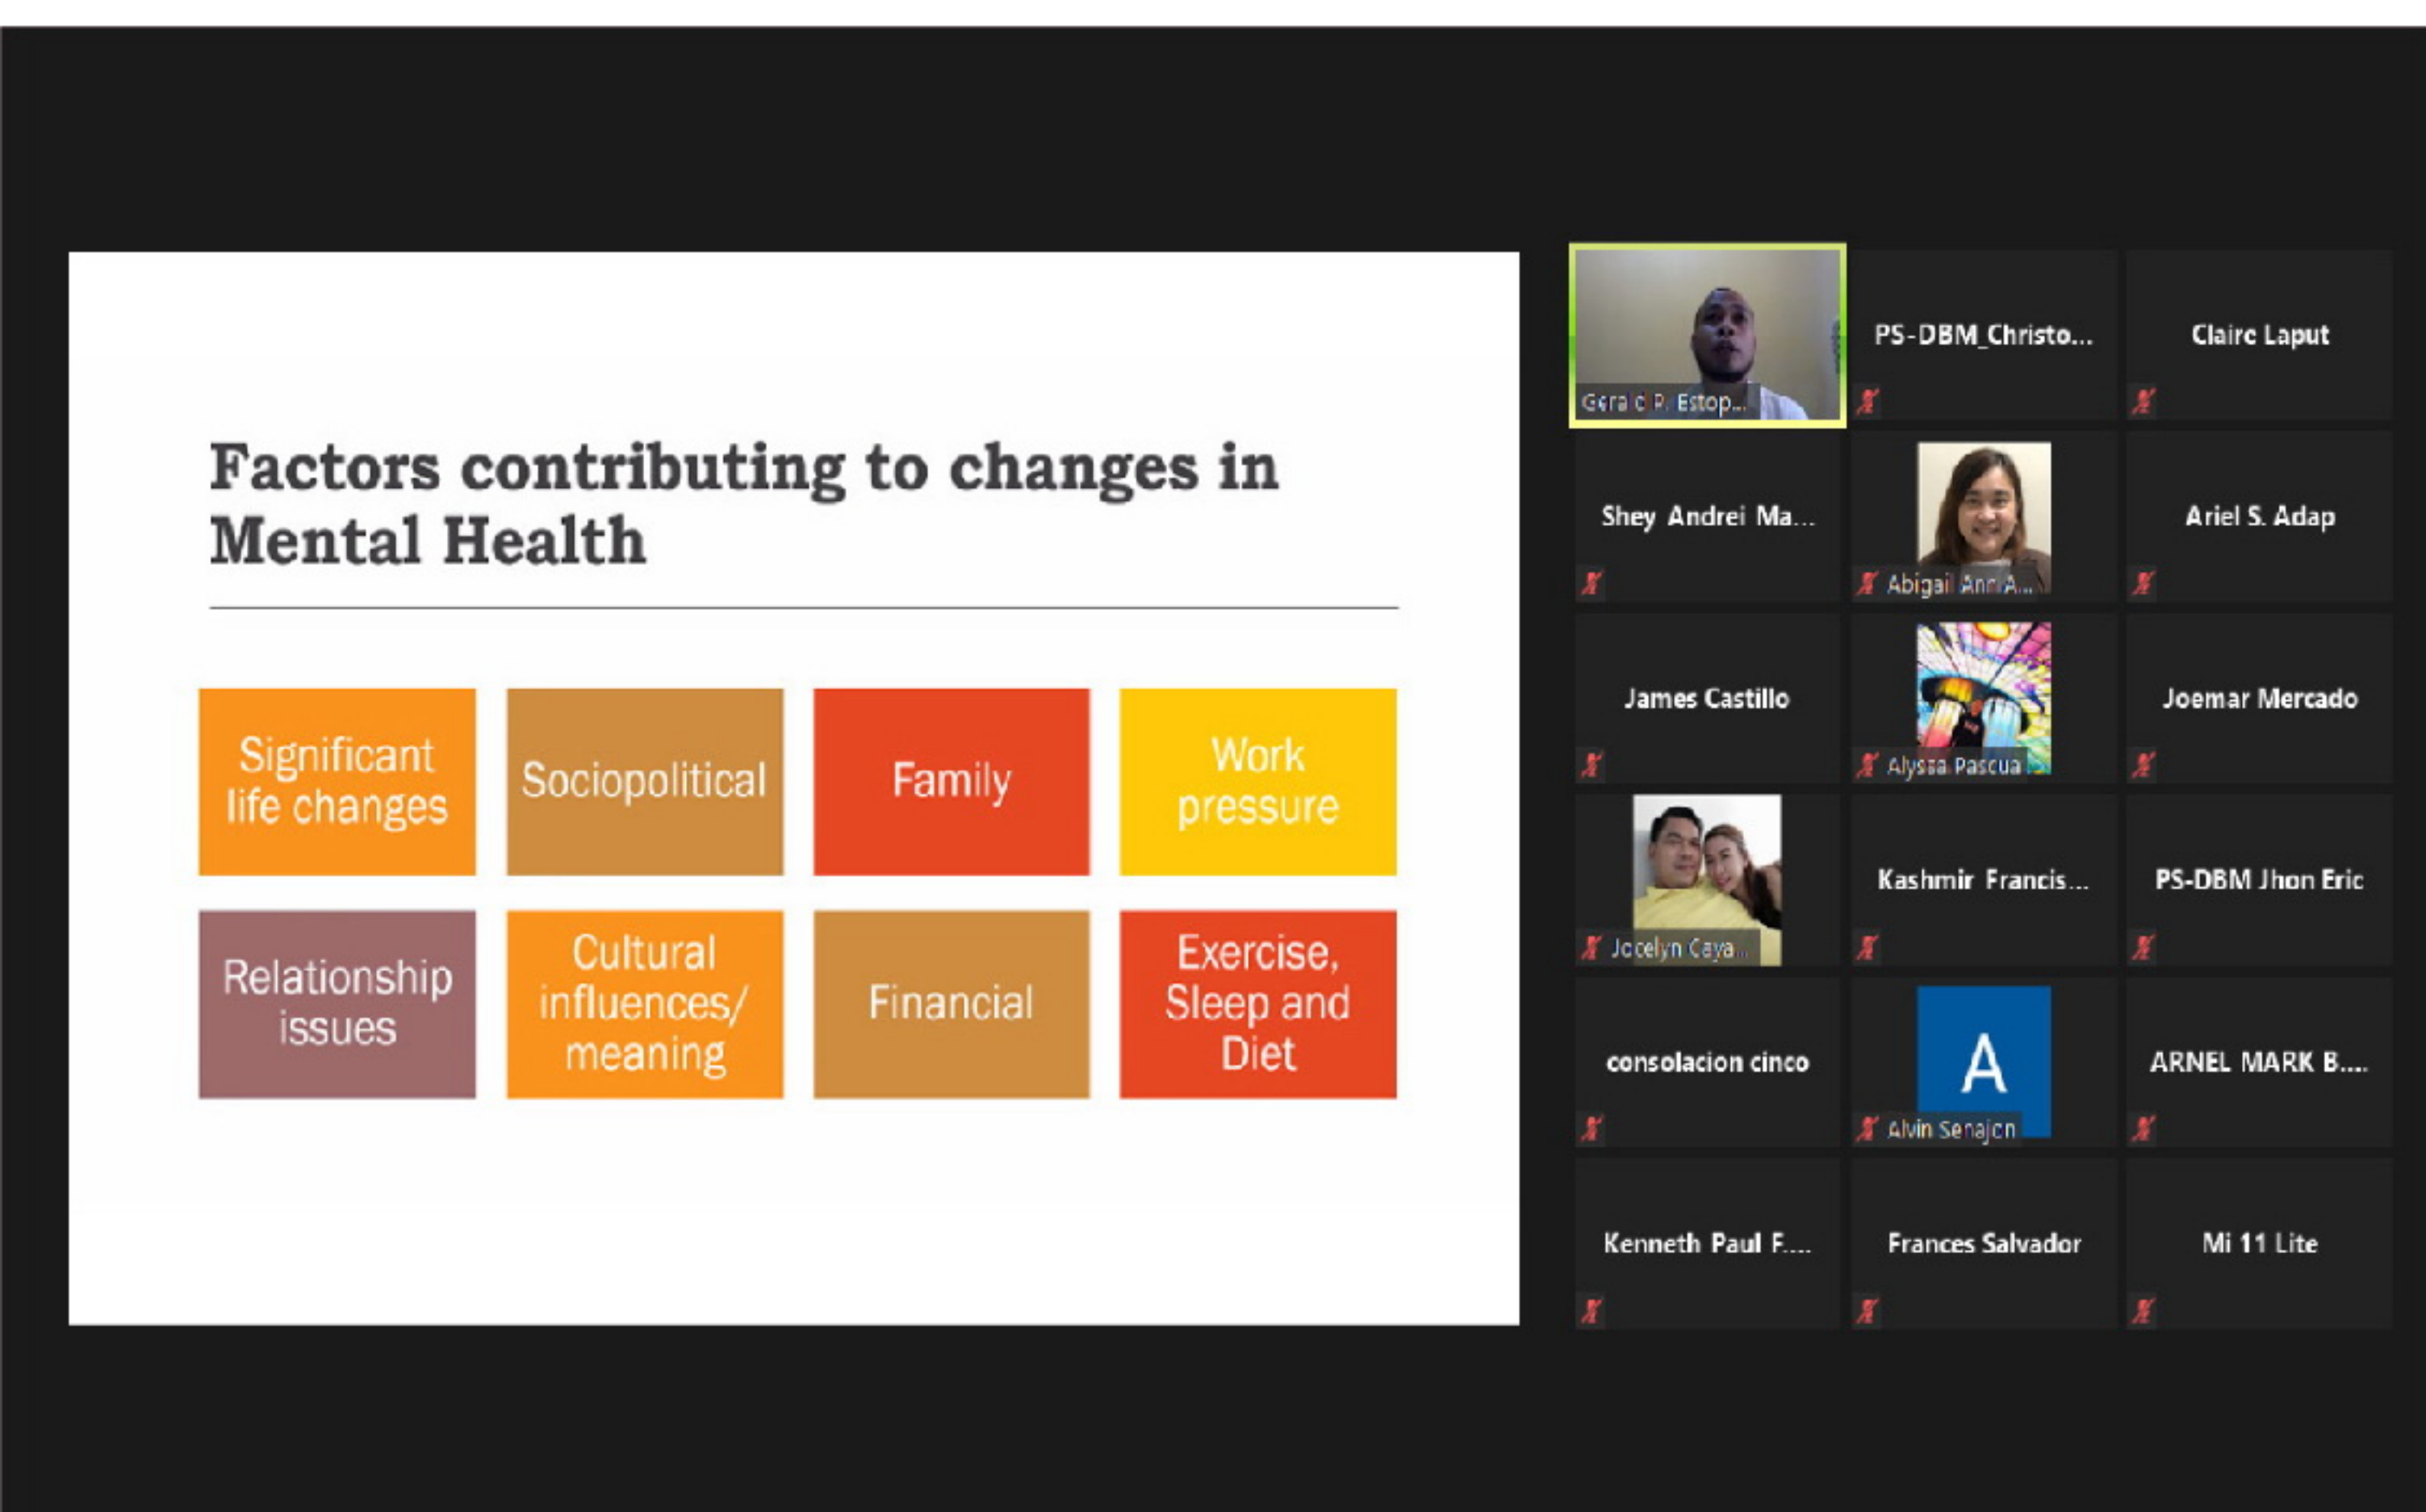 Factors contributing to changes in
Mental Health
Significant
life changes
Sociopolitical
Family
Work
pressure
Relationship
issues
Cultural
influences/
meaning
Financial
Exercise,
Sleep and
Diet
Gerald P. Estop...
PS-DBM_Christo...
Claire Laput
Shey Andrei Ma...
Abigail Ann A...
Ariel S. Adap
James Castillo
Alyssa Pascua
Joemar Mercado
Jocelyn Caya...
Kashmir Francis...
PS-DBM Jhon Eric
consolacion cinco
A
Alvin Senajon
ARNEL MARK B....
Kenneth Paul F....
Frances Salvador
Mi 11 Lite